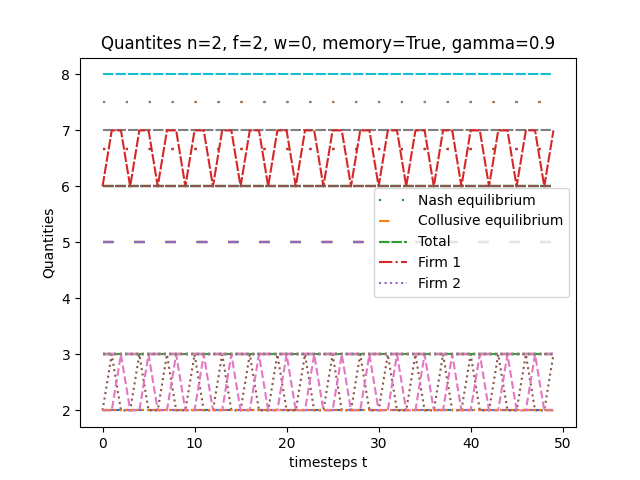 Quantites n=2, f=2, w=0, memory=True, gamma=0.9
8
7
6
5
4
3
2
Quantities
Nash equilibrium
Collusive equilibrium
Total
Firm 1
Firm 2
0 10 20 30 40 50
timesteps t